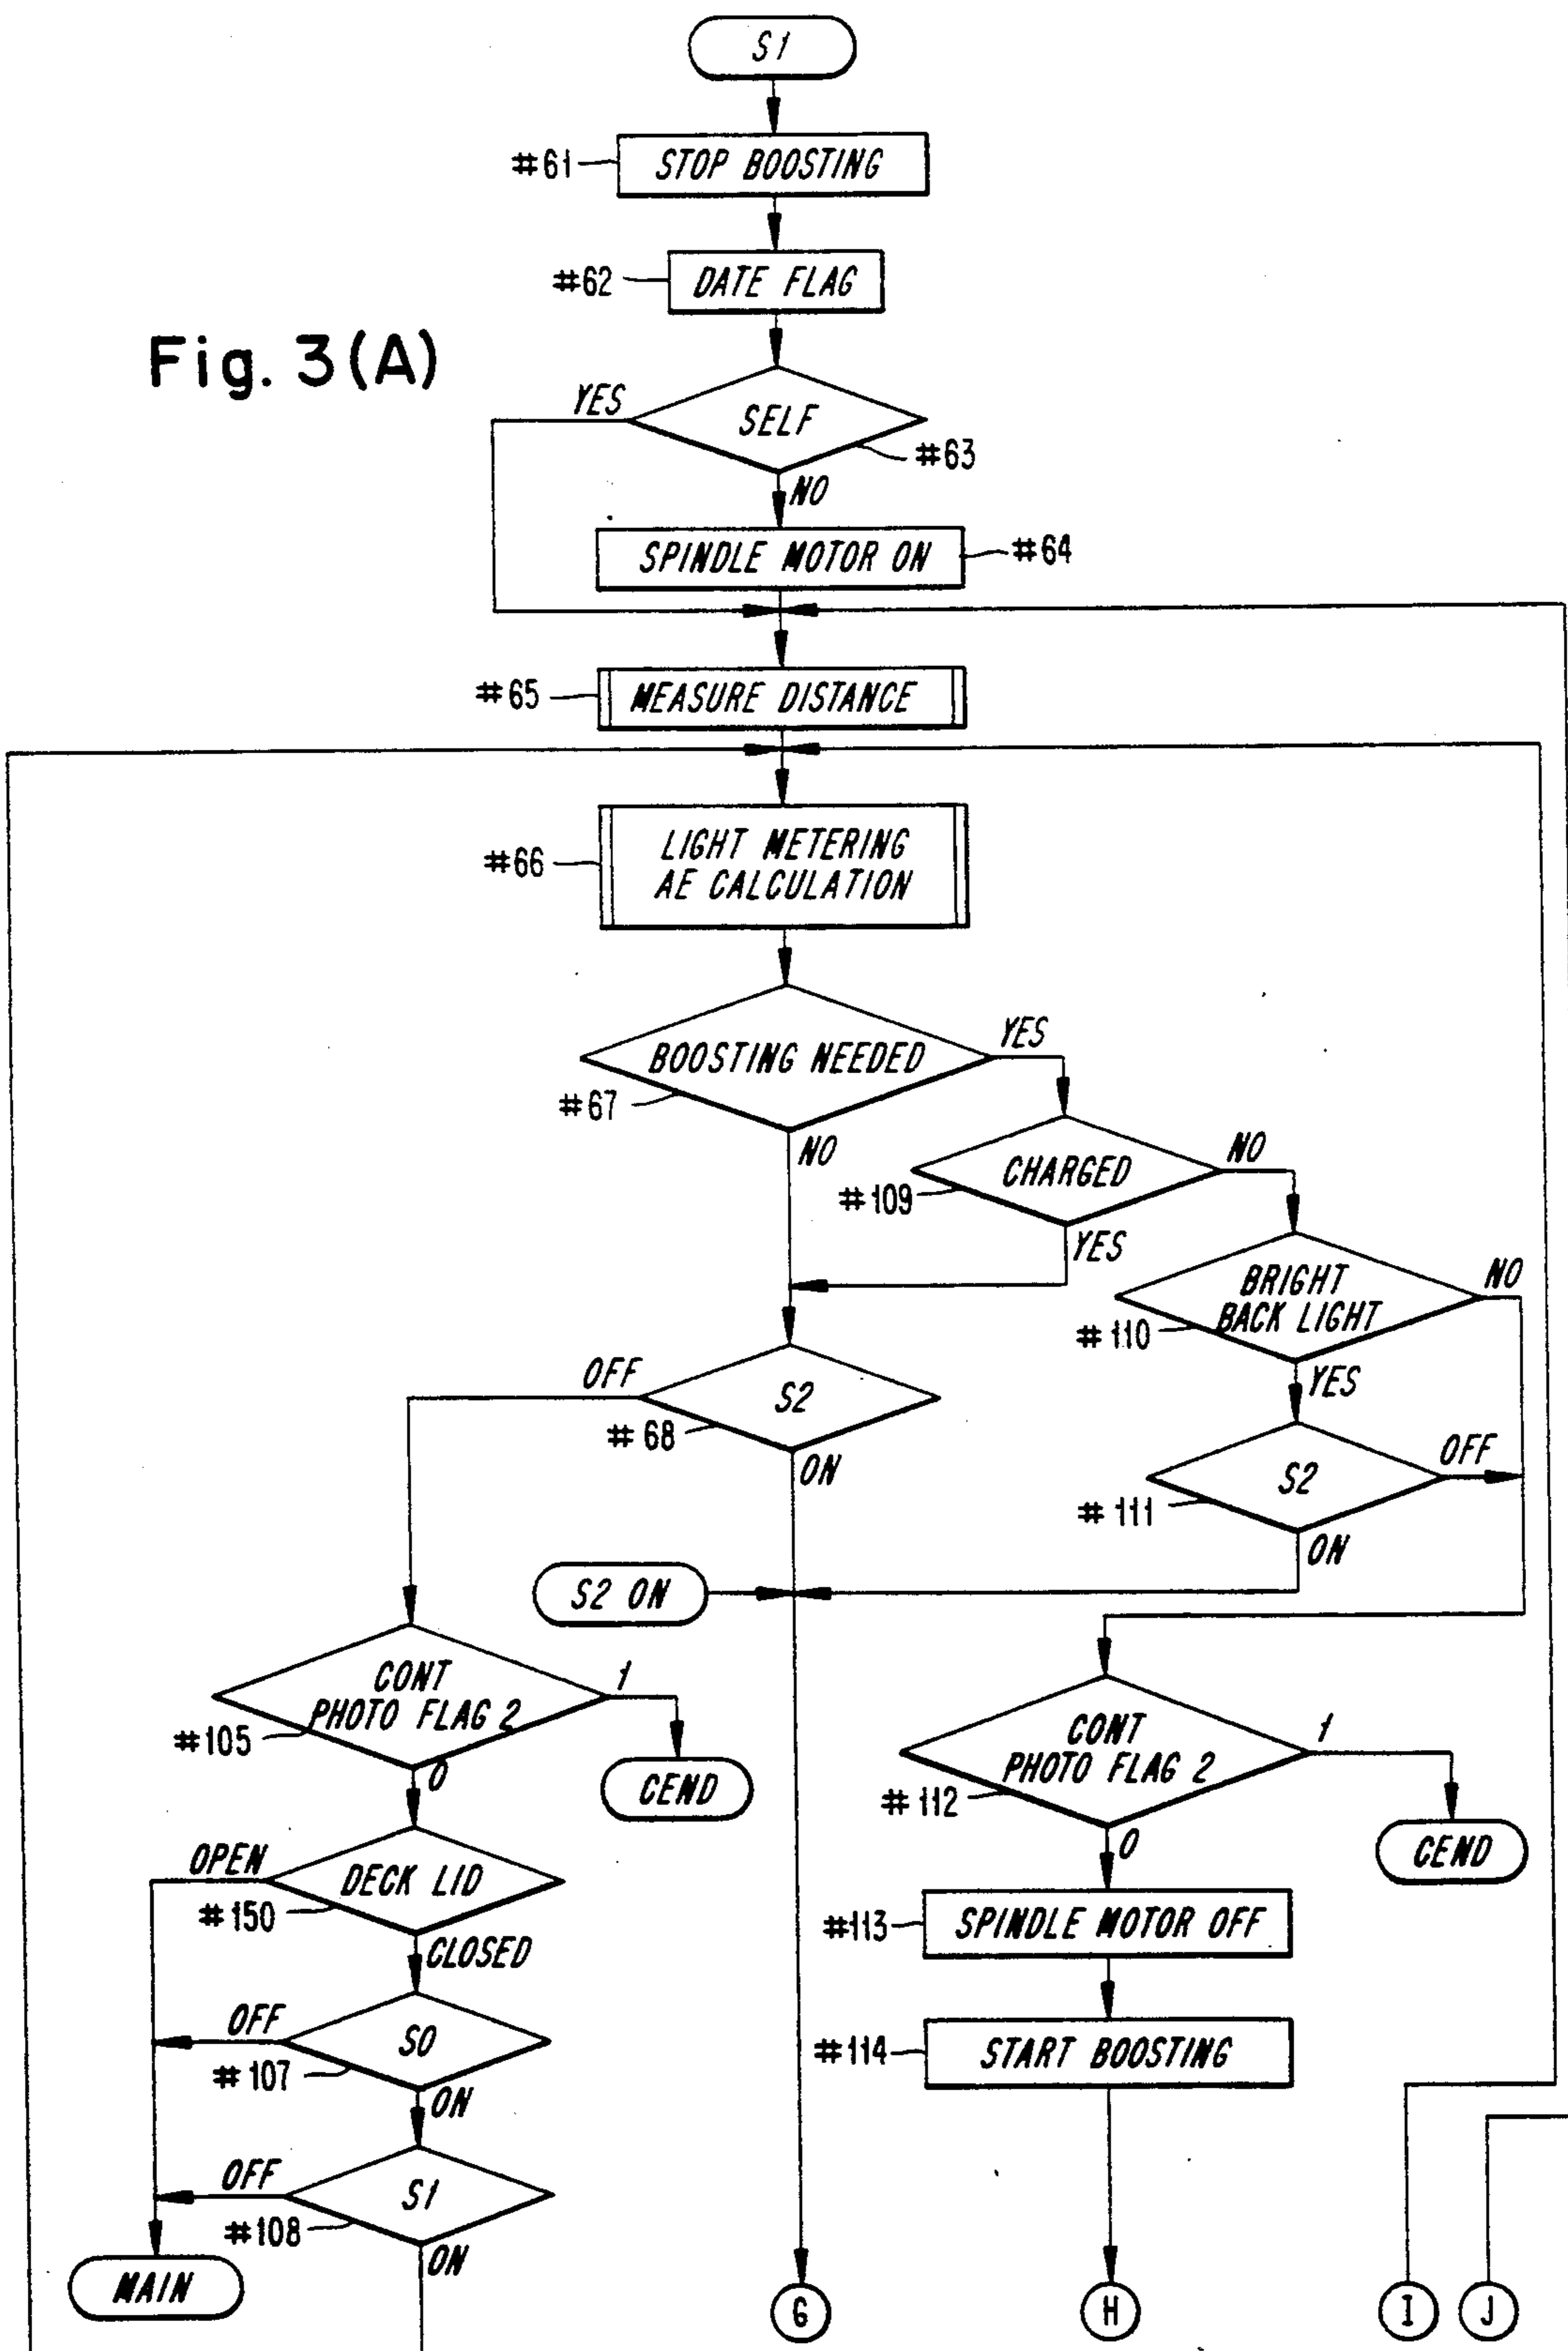 S1
#61 STOP BOOSTING
#62 DATE FLAG
Fig. 3(A)
YES
SELF
#63
NO
SPINDLE MOTOR ON #64
#65 MEASURE DISTANCE
#66 LIGHT METERING
AE CALCULATION
BOOSTING NEEDED YES
#67
NO
CHARGED NO
#109
YES
BRIGHT
BACK LIGHT NO
#110
YES
OFF S2
#68
ON
S2 OFF
#111
ON
S2 ON
CONT
PHOTO FLAG 2 1
#105
0
CEND
CONT
PHOTO FLAG 2 1
#112
0
CEND
OPEN DECK LID
#150
CLOSED
#113 SPINDLE MOTOR OFF
OFF S0
#107
ON
#114 START BOOSTING
OFF S1
#108
ON
MAIN
G H I J